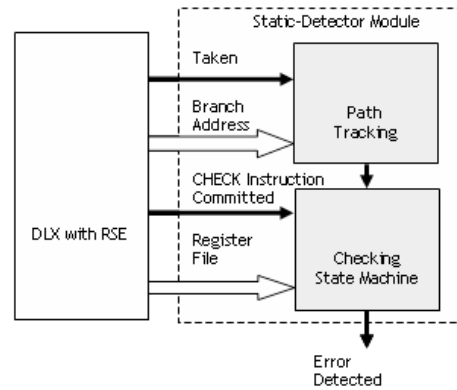 Static-Detector Module
Taken
Branch
Address
Path
Tracking
CHECK Instruction
Committed
DLX with RSE
Register
File
Checking
State Machine
Error
Detected